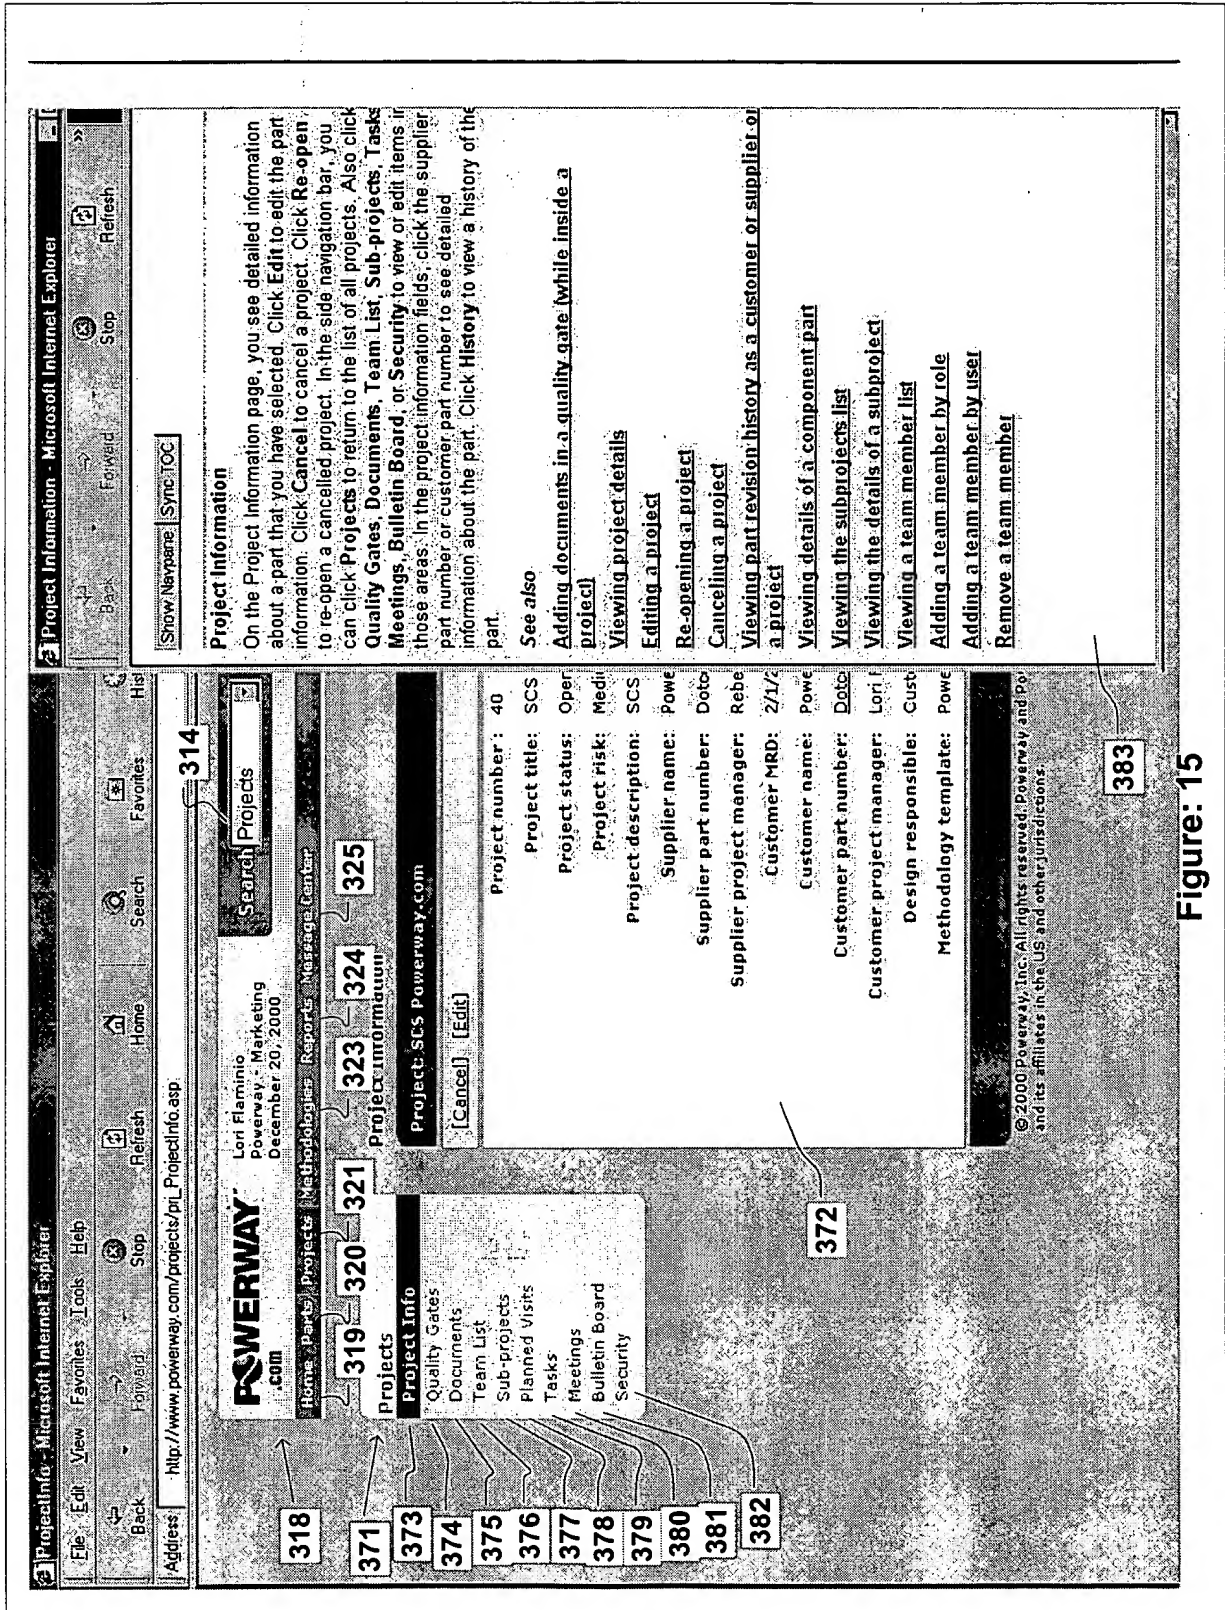 ProjectInfo - Microsoft Internet Explorer
File Edit View Favorites Tools Help
Back Forward Stop Refresh Home Search Favorites
Address http://www.powerway.com/projects/prj_ProjectInfo.asp
POWERWAY
.com
Lori Flaminio
Powerway - Marketing
December 20, 2000
Search Projects
314
Home Parts Projects Methodologies Reports Message Center
318
319
320
321
323
324
325
371
Projects
Project Info
Quality Gates
Documents
Team List
Sub-projects
Planned Visits
Tasks
Meetings
Bulletin Board
Security
373
374
375
376
377
378
379
380
381
382
Project Information
Project: SCS Powerway.com
[Cancel] [Edit]
Project number: 40
Project title: SCS
Project status: Open
Project risk: Medi
Project description: SCS
Supplier name: Powe
Supplier part number: Doto
Supplier project manager: Rebe
Customer MRD: 2/1/2
Customer name: Powe
Customer part number: Doto
Customer project manager: Lori F
Design responsible: Custo
Methodology template: Powe
372
© 2000 Powerway, Inc. All rights reserved. Powerway and Po
and its affiliates in the US and other jurisdictions.
Project Information - Microsoft Internet Explorer
Back Forward Stop Refresh »
Show Navpane Sync TOC
Project Information
On the Project Information page, you see detailed information
about a part that you have selected. Click Edit to edit the part
information. Click Cancel to cancel a project. Click Re-open
to re-open a cancelled project. In the side navigation bar, you
can click Projects to return to the list of all projects. Also click
Quality Gates, Documents, Team List, Sub-projects, Tasks
Meetings, Bulletin Board, or Security to view or edit items in
those areas. In the project information fields, click the supplier
part number or customer part number to see detailed
information about the part. Click History to view a history of the
part.
See also
Adding documents in a quality gate (while inside a
project)
Viewing project details
Editing a project
Re-opening a project
Canceling a project
Viewing part revision history as a customer or supplier on
a project
Viewing details of a component part
Viewing the subprojects list
Viewing the details of a subproject
Viewing a team member list
Adding a team member by role
Adding a team member by user
Remove a team member
383
Figure: 15